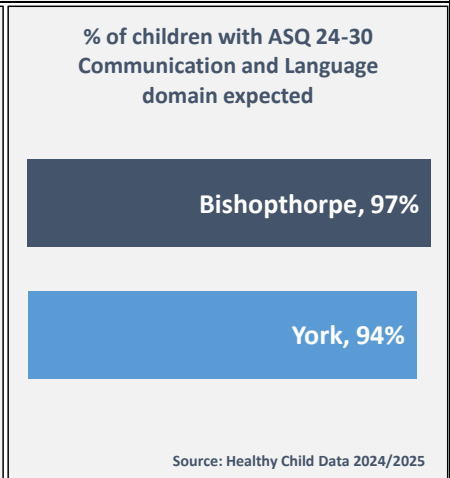 % of children with ASQ 24-30
Communication and Language
domain expected
Bishopthorpe, 97%
York, 94%
Source: Healthy Child Data 2024/2025